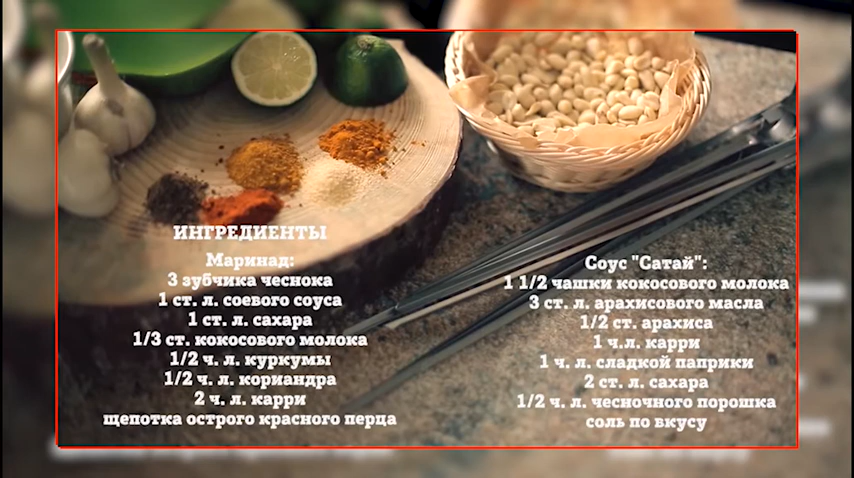 ИНГРЕДИЕНТЫ
Маринад:
3 зубчика чеснока
1 ст. л. соевого соуса
1 ст. л. сахара
1/3 ст. кокосового молока
1/2 ч. л. куркумы
1/2 ч. л. кориандра
2 ч. л. карри
щепотка острого красного перца
Соус "Сатай":
1 1/2 чашки кокосового молока
3 ст. л. арахисового масла
1/2 ст. арахиса
1 ч.л. карри
1 ч. л. сладкой паприки
2 ст. л. сахара
1/2 ч. л. чесночного порошка
соль по вкусу